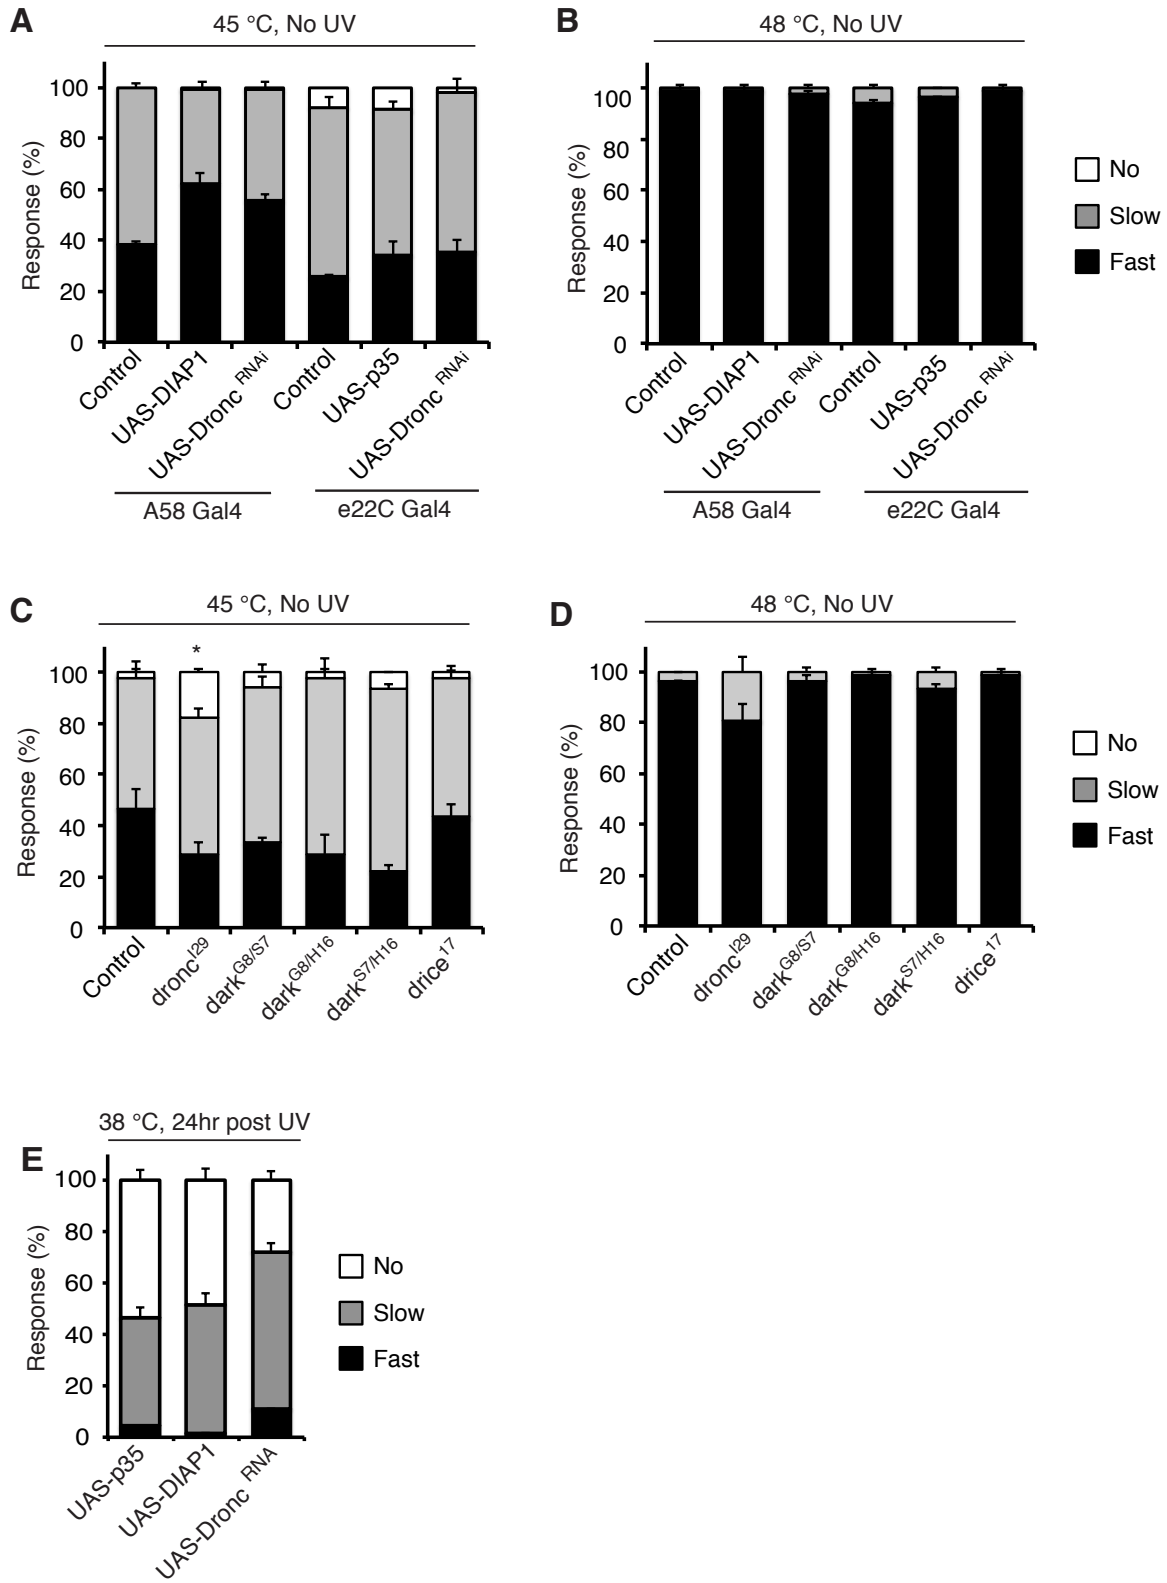 A
45 °C, No UV
Response (%)
100
80
60
40
20
0
Control
UAS-DIAP1
UAS-Dronc RNAi
Control
UAS-p35
UAS-Dronc RNAi
A58 Gal4
e22C Gal4
B
48 °C, No UV
Response (%)
100
80
60
40
20
0
Control
UAS-DIAP1
UAS-Dronc RNAi
Control
UAS-p35
UAS-Dronc RNAi
A58 Gal4
e22C Gal4
No
Slow
Fast
C
45 °C, No UV
*
Response (%)
100
80
60
40
20
0
Control
droncI29
darkG8/S7
darkG8/H16
darkS7/H16
drice17
D
48 °C, No UV
Response (%)
100
80
60
40
20
0
Control
droncI29
darkG8/S7
darkG8/H16
darkS7/H16
drice17
No
Slow
Fast
E
38 °C, 24hr post UV
Response (%)
100
80
60
40
20
0
UAS-p35
UAS-DIAP1
UAS-Dronc RNA
No
Slow
Fast